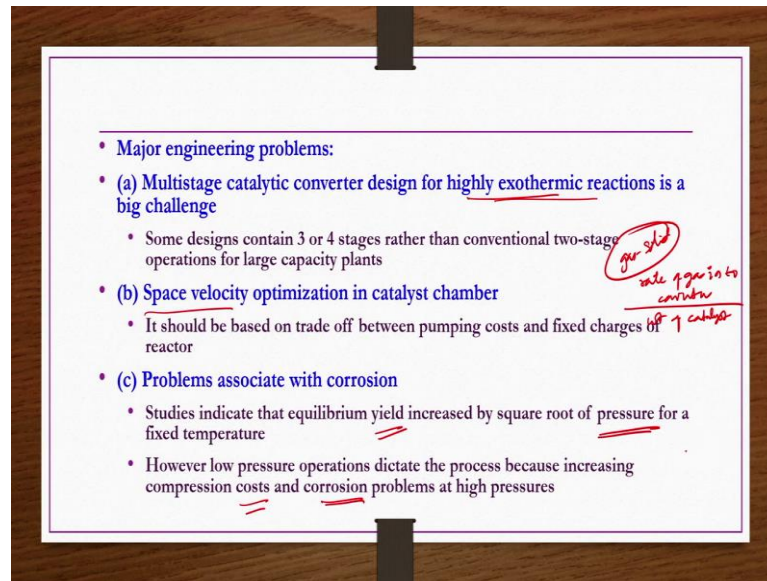 • Major engineering problems:
• (a) Multistage catalytic converter design for highly exothermic reactions is a
big challenge
• Some designs contain 3 or 4 stages rather than conventional two-stage
operations for large capacity plants
gas solid
rate of gas in to
• (b) Space velocity optimization in catalyst chamber
• It should be based on trade off between pumping costs and fixed charges of
wt of catalyst
reactor
• (c) Problems associate with corrosion
• Studies indicate that equilibrium yield increased by square root of pressure for a
fixed temperature
• However low pressure operations dictate the process because increasing
compression costs and corrosion problems at high pressures